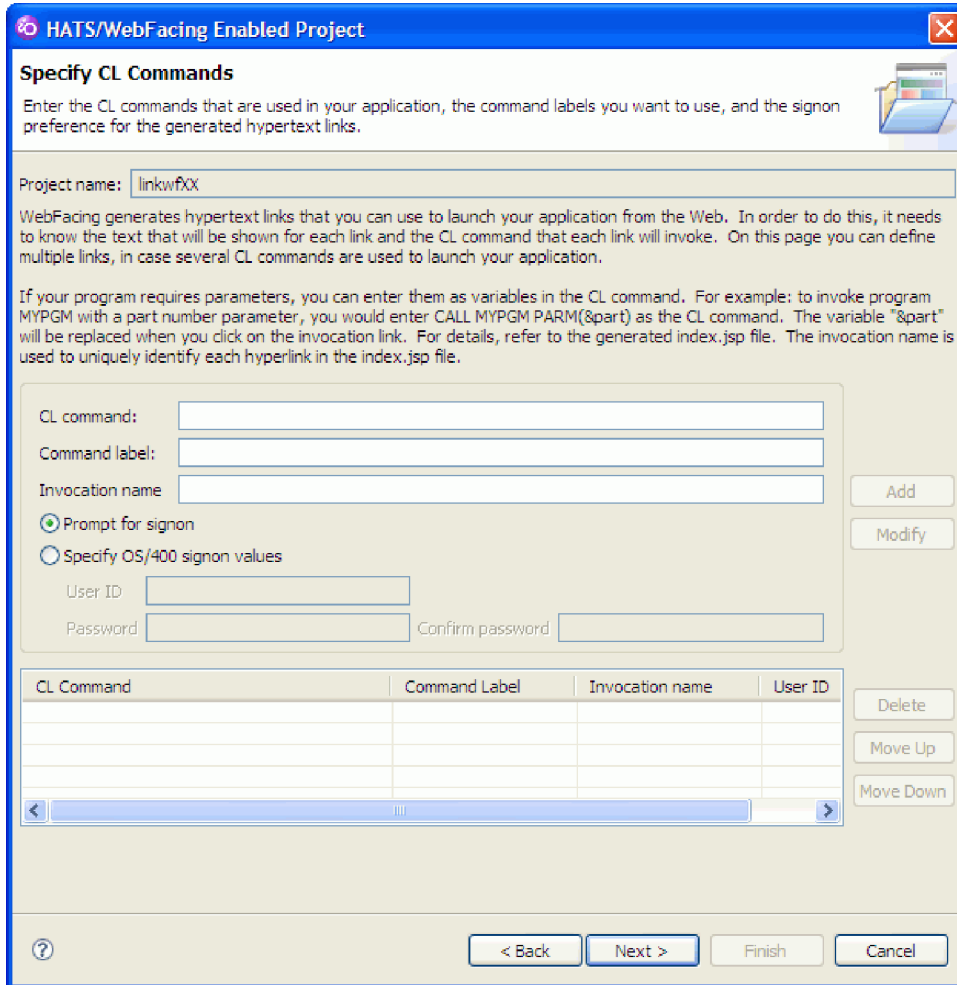 HATS/WebFacing Enabled Project
Specify CL Commands
Enter the CL commands that are used in your application, the command labels you want to use, and the signon
preference for the generated hypertext links.
Project name: linkwfXX
WebFacing generates hypertext links that you can use to launch your application from the Web. In order to do this, it needs
to know the text that will be shown for each link and the CL command that each link will invoke. On this page you can define
multiple links, in case several CL commands are used to launch your application.
If your program requires parameters, you can enter them as variables in the CL command. For example: to invoke program
MYPGM with a part number parameter, you would enter CALL MYPGM PARM(&part) as the CL command. The variable "&part"
will be replaced when you click on the invocation link. For details, refer to the generated index.jsp file. The invocation name is
used to uniquely identify each hyperlink in the index.jsp file.
CL command:
Command label:
Invocation name
Add
Prompt for signon
Modify
Specify OS/400 signon values
User ID
Password Confirm password
CL Command Command Label Invocation name User ID
Delete
Move Up
Move Down
? < Back Next > Finish Cancel